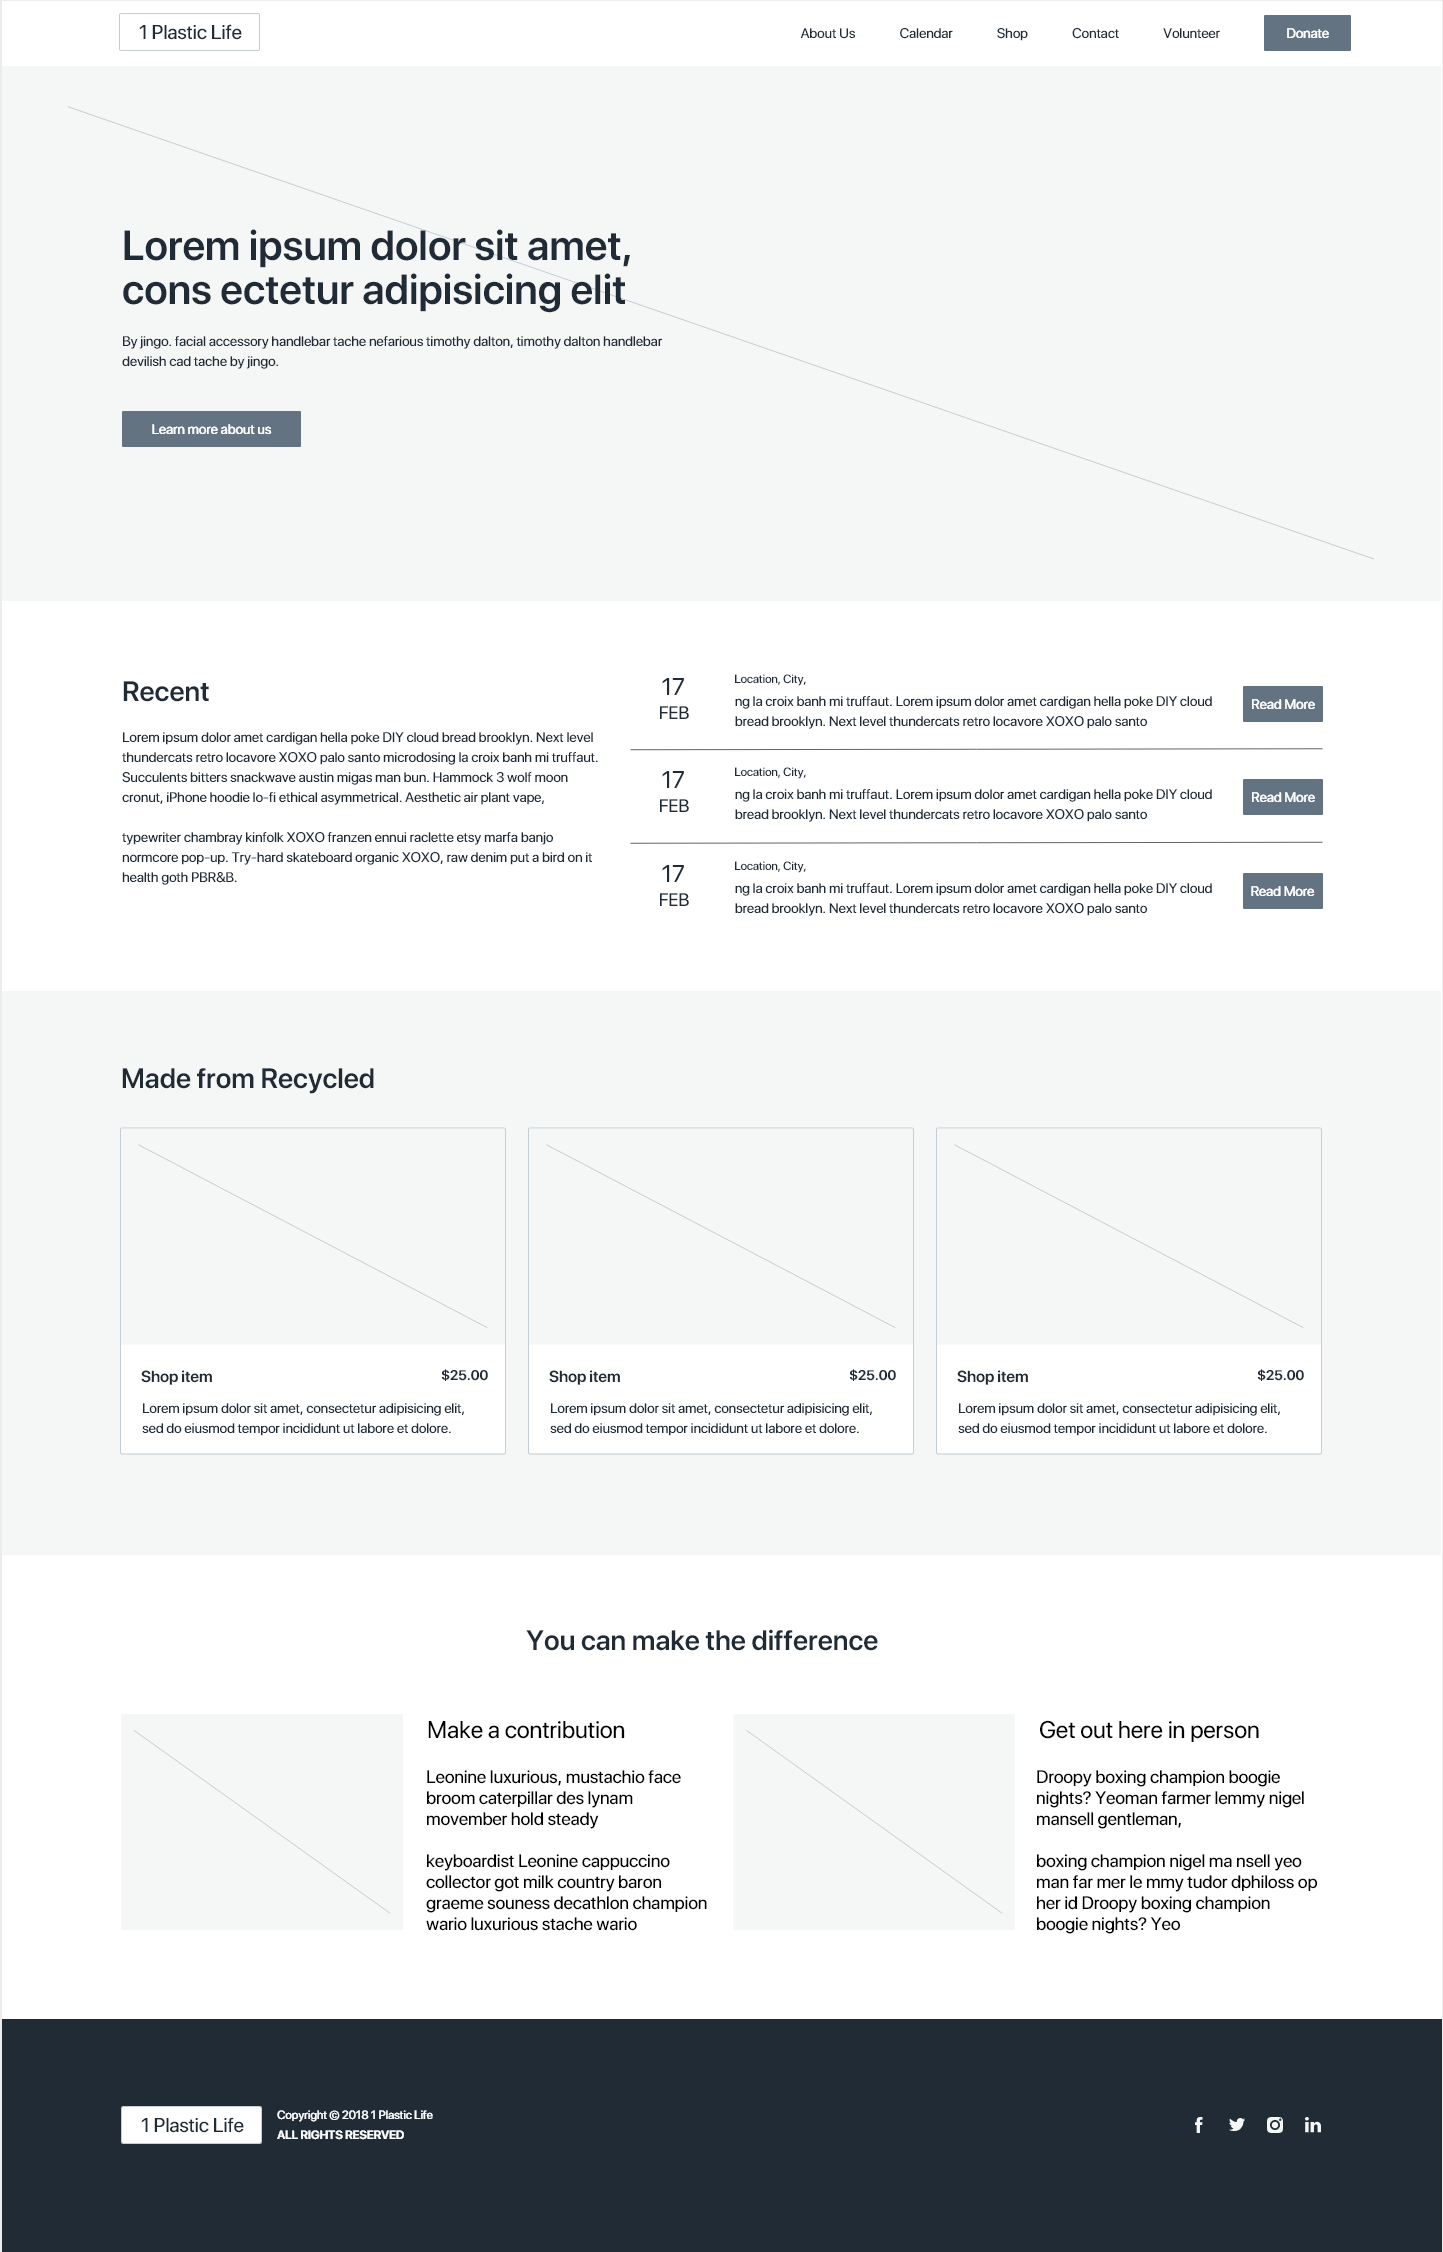 1 Plastic Life
About Us
Calendar
Shop
Contact
Volunteer
Donate
Lorem ipsum dolor sit amet,
cons ectetur adipisicing elit
By jingo. facial accessory handlebar tache nefarious timothy dalton, timothy dalton handlebar
devilish cad tache by jingo.
Learn more about us
Recent
Lorem ipsum dolor amet cardigan hella poke DIY cloud bread brooklyn. Next level
thundercats retro locavore XOXO palo santo microdosing la croix banh mi truffaut.
Succulents bitters snackwave austin migas man bun. Hammock 3 wolf moon
cronut, iPhone hoodie lo-fi ethical asymmetrical. Aesthetic air plant vape,
typewriter chambray kinfolk XOXO franzen ennui raclette etsy marfa banjo
normcore pop-up. Try-hard skateboard organic XOXO, raw denim put a bird on it
health goth PBR&B.
17
FEB
Location, City,
ng la croix banh mi truffaut. Lorem ipsum dolor amet cardigan hella poke DIY cloud
bread brooklyn. Next level thundercats retro locavore XOXO palo santo
Read More
17
FEB
Location, City,
ng la croix banh mi truffaut. Lorem ipsum dolor amet cardigan hella poke DIY cloud
bread brooklyn. Next level thundercats retro locavore XOXO palo santo
Read More
17
FEB
Location, City,
ng la croix banh mi truffaut. Lorem ipsum dolor amet cardigan hella poke DIY cloud
bread brooklyn. Next level thundercats retro locavore XOXO palo santo
Read More
Made from Recycled
Shop item
$25.00
Lorem ipsum dolor sit amet, consectetur adipisicing elit,
sed do eiusmod tempor incididunt ut labore et dolore.
Shop item
$25.00
Lorem ipsum dolor sit amet, consectetur adipisicing elit,
sed do eiusmod tempor incididunt ut labore et dolore.
Shop item
$25.00
Lorem ipsum dolor sit amet, consectetur adipisicing elit,
sed do eiusmod tempor incididunt ut labore et dolore.
You can make the difference
Make a contribution
Leonine luxurious, mustachio face
broom caterpillar des lynam
movember hold steady
keyboardist Leonine cappuccino
collector got milk country baron
graeme souness decathlon champion
wario luxurious stache wario
Get out here in person
Droopy boxing champion boogie
nights? Yeoman farmer lemmy nigel
mansell gentleman,
boxing champion nigel ma nsell yeo
man far mer le mmy tudor dphiloss op
her id Droopy boxing champion
boogie nights? Yeo
1 Plastic Life
Copyright © 2018 1 Plastic Life
ALL RIGHTS RESERVED